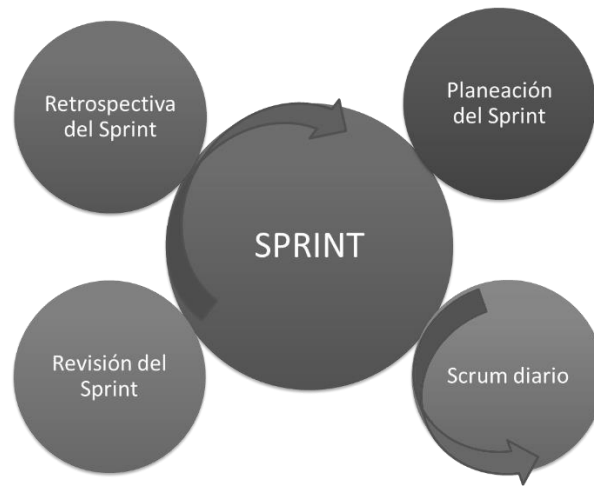 Retrospectiva
del Sprint
Planeación
del Sprint
SPRINT
Revisión del
Sprint
Scrum diario